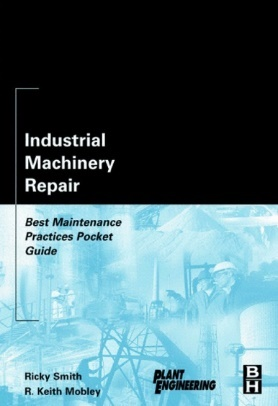 Industrial
Machinery
Repair
Best Maintenance
Practices Pocket
Guide
Ricky Smith
R. Keith Mobley
PLANT
ENGINEERING
B
H